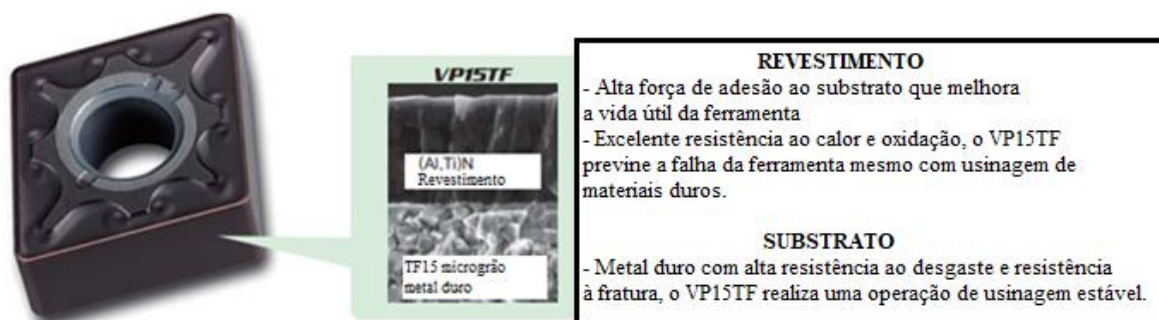 VP15TF
(Al,Ti)N
Revestimento
TF15 microgrão
metal duro
REVESTIMENTO
- Alta força de adesão ao substrato que melhora
a vida útil da ferramenta
- Excelente resistência ao calor e oxidação, o VP15TF
previne a falha da ferramenta mesmo com usinagem de
materiais duros.
SUBSTRATO
- Metal duro com alta resistência ao desgaste e resistência
à fratura, o VP15TF realiza uma operação de usinagem estável.